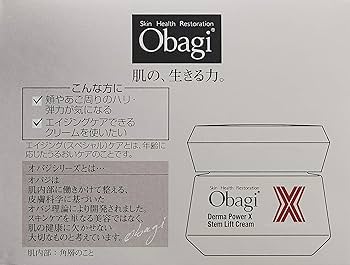 Skin Health Restoration
Obagi®
肌の、生きる力。
こんな方に
頬やあご周りのハリ・
弾力が気になる
エイジングケアできる
クリームを使いたい
エイジング(スペシャル)ケアとは、年齢に
応じたうるおいケアのことです。
オバジシリーズとは…
オバジは
肌内部に働きかけて整える、
皮膚科学に基づいた
オバジ理論により開発されました。
スキンケアを単なる美容ではなく、
肌の健康に欠かせない
大切なものと考えています。
Obagi
肌内部:角層のこと
Skin Health Restoration
Obagi®
Derma Power X
Stem Lift Cream
X